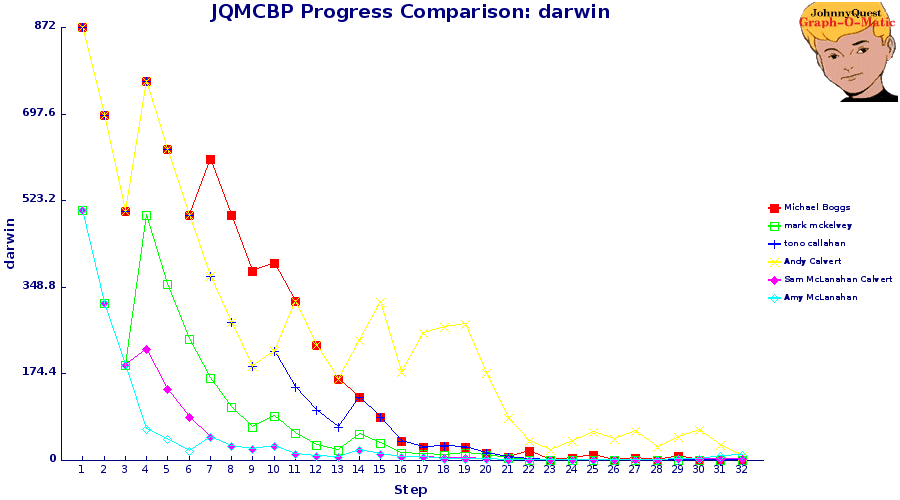 JQMCBP Progress Comparison: darwin
JohnnyQuest
Graph-O-Matic
872
697.6
523.2
348.8
174.4
0
darwin
1 2 3 4 5 6 7 8 9 10 11 12 13 14 15 16 17 18 19 20 21 22 23 24 25 26 27 28 29 30 31 32
Step
Michael Boggs
mark mckelvey
tono callahan
Andy Calvert
Sam McLanahan Calvert
Amy McLanahan